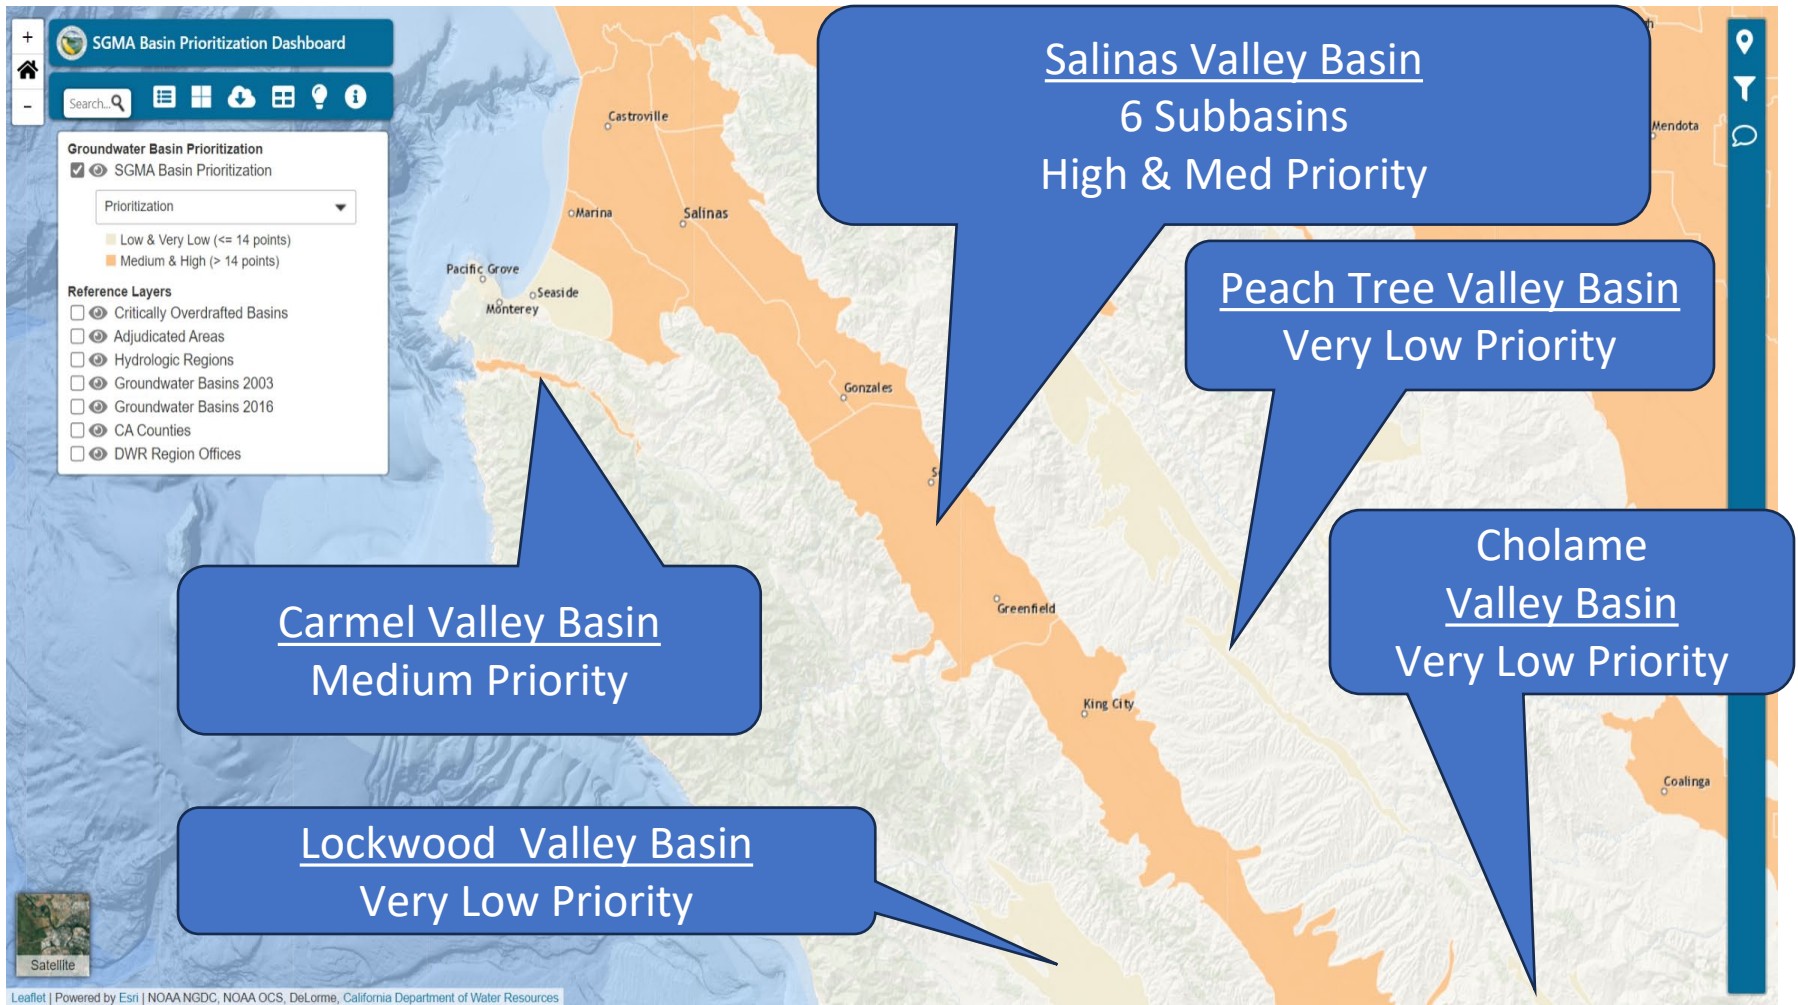 +
-
SGMA Basin Prioritization Dashboard
Search...
Groundwater Basin Prioritization
SGMA Basin Prioritization
Prioritization
Low & Very Low (<= 14 points)
Medium & High (> 14 points)
Reference Layers
Critically Overdrafted Basins
Adjudicated Areas
Hydrologic Regions
Groundwater Basins 2003
Groundwater Basins 2016
CA Counties
DWR Region Offices
Salinas Valley Basin
6 Subbasins
High & Med Priority
Castroville
Mendota
Marina
Salinas
Pacific Grove
Seaside
Monterey
Peach Tree Valley Basin
Very Low Priority
Gonzales
Cholame
Valley Basin
Very Low Priority
Carmel Valley Basin
Medium Priority
Greenfield
King City
Coalinga
Lockwood Valley Basin
Very Low Priority
Satellite
Leaflet | Powered by Esri | NOAA NGDC, NOAA OCS, DeLorme, California Department of Water Resources